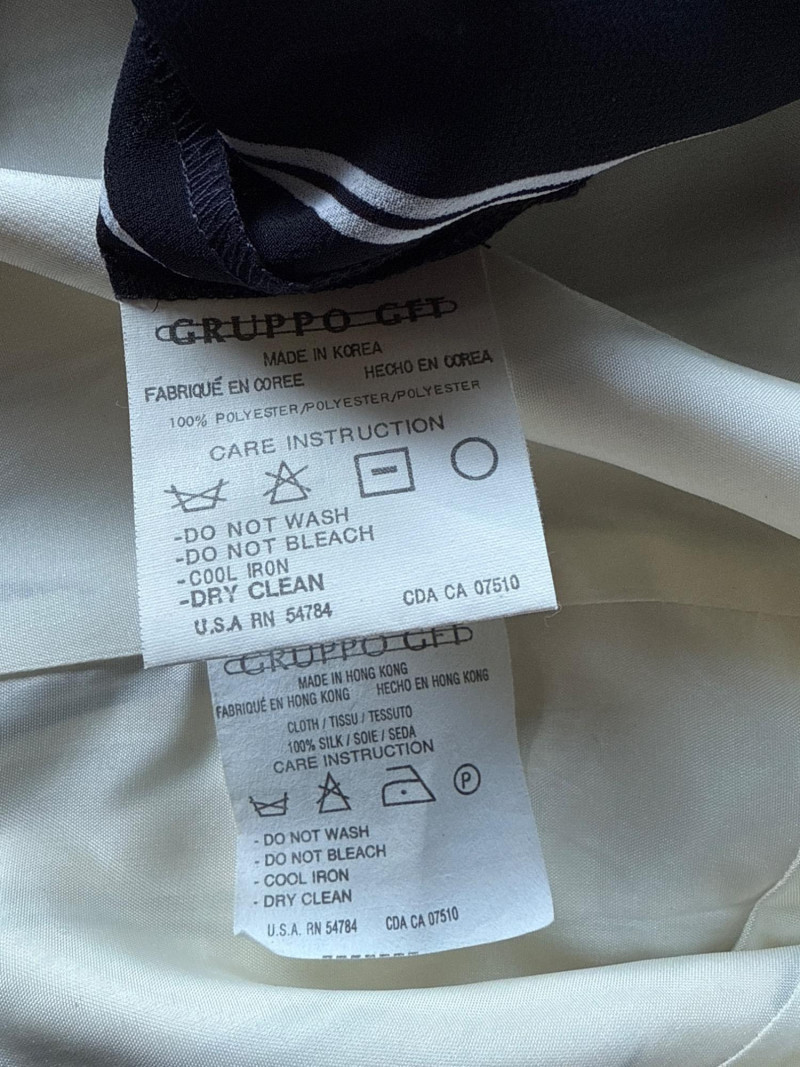 GRUPPO GFT
MADE IN KOREA
FABRIQUÉ EN COREE HECHO EN COREA
100% POLYESTER/POLYESTER/POLYESTER
CARE INSTRUCTION
-DO NOT WASH
-DO NOT BLEACH
-COOL IRON
-DRY CLEAN
U.S.A RN 54784 CDA CA 07510
GRUPPO GFT
MADE IN HONG KONG
FABRIQUÉ EN HONG KONG HECHO EN HONG KONG
CLOTH / TISSU / TESSUTO
100% SILK / SOIE / SEDA
CARE INSTRUCTION
P
- DO NOT WASH
- DO NOT BLEACH
- COOL IRON
- DRY CLEAN
U.S.A. RN 54784 CDA CA 07510